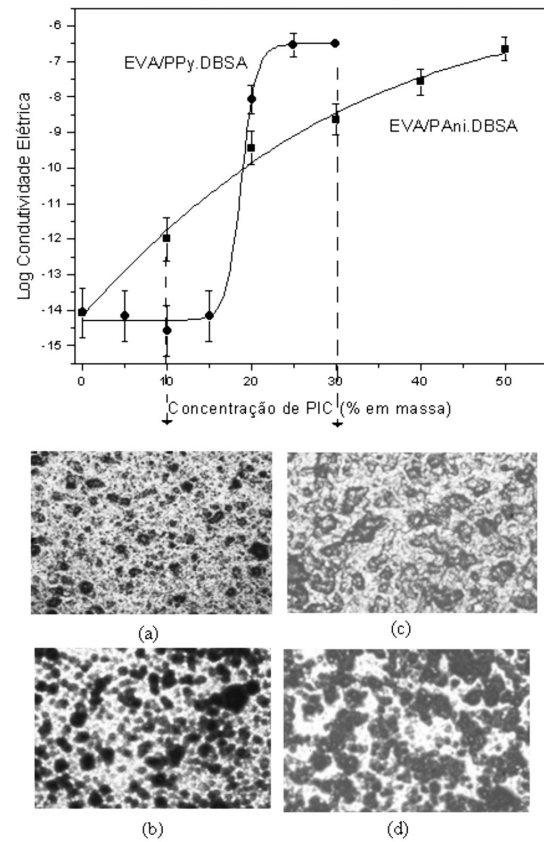 -6
-7
-8
-9
-10
-11
-12
-13
-14
-15
Log Condutividade Elétrica
EVA/PPy.DBSA
EVA/PAni.DBSA
0 10 20 30 40 50
Concentração de PIC (% em massa)
(a) (c)
(b) (d)